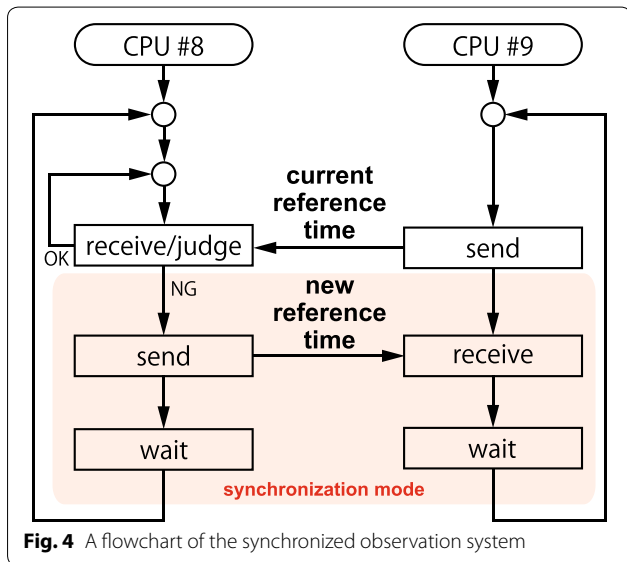 CPU #8
CPU #9
current
reference
time
receive/judge
send
OK
NG
new
reference
time
send
receive
wait
wait
synchronization mode
Fig. 4 A flowchart of the synchronized observation system